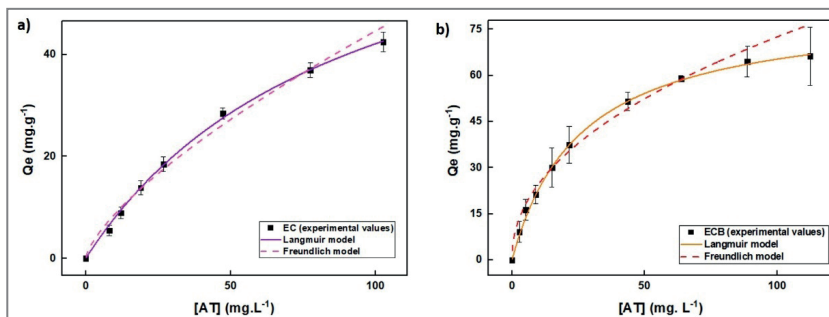 a)
40
20
0
Qe (mg.g⁻¹)
EC (experimental values)
Langmuir model
Freundlich model
0 50 100
[AT] (mg.L⁻¹)
b)
75
60
45
30
15
0
Qe (mg.g⁻¹)
ECB (experimental values)
Langmuir model
Freundlich model
0 20 40 60 80 100
[AT] (mg. L⁻¹)